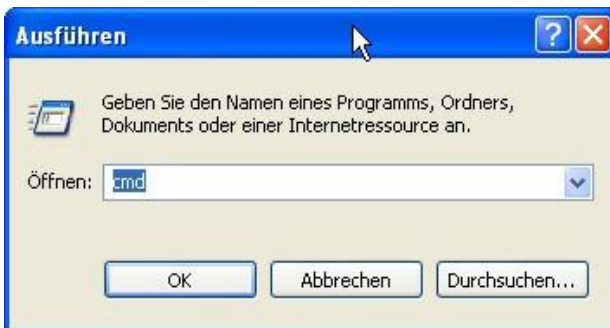 Ausführen
Geben Sie den Namen eines Programms, Ordners,
Dokuments oder einer Internetressource an.
Öffnen: cmd
OK Abbrechen Durchsuchen...